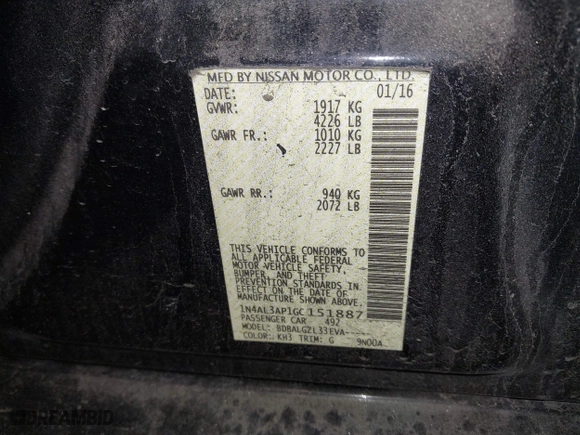 MFD BY NISSAN MOTOR CO., LTD.
DATE: 01/16
GVWR: 1917 KG
4226 LB
GAWR FR.: 1010 KG
2227 LB
GAWR RR.: 940 KG
2072 LB
THIS VEHICLE CONFORMS TO
ALL APPLICABLE FEDERAL
MOTOR VEHICLE SAFETY,
BUMPER, AND THEFT
PREVENTION STANDARDS IN
EFFECT ON THE DATE OF
MANUFACTURE SHOWN ABOVE.
1N4AL3AP1GC151887
PASSENGER CAR 492
MODEL: BDBALGZL33EVA-----
COLOR: KH3 TRIM: G 9N00A
DREAMBID